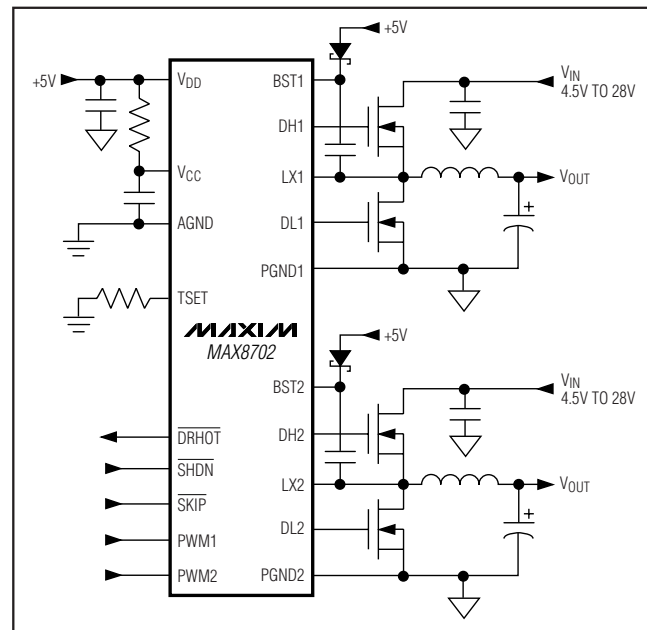 +5V
+5V
VDD
BST1
VIN
4.5V TO 28V
DH1
VCC
LX1
VOUT
+
AGND
DL1
PGND1
TSET
MAXIM
MAX8702
+5V
BST2
VIN
4.5V TO 28V
DRHOT
DH2
SHDN
SKIP
LX2
VOUT
+
PWM1
DL2
PWM2
PGND2